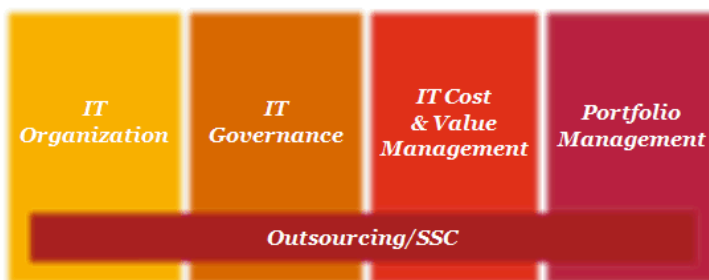 IT
Organization
IT
Governance
IT Cost
& Value
Management
Portfolio
Management
Outsourcing/SSC